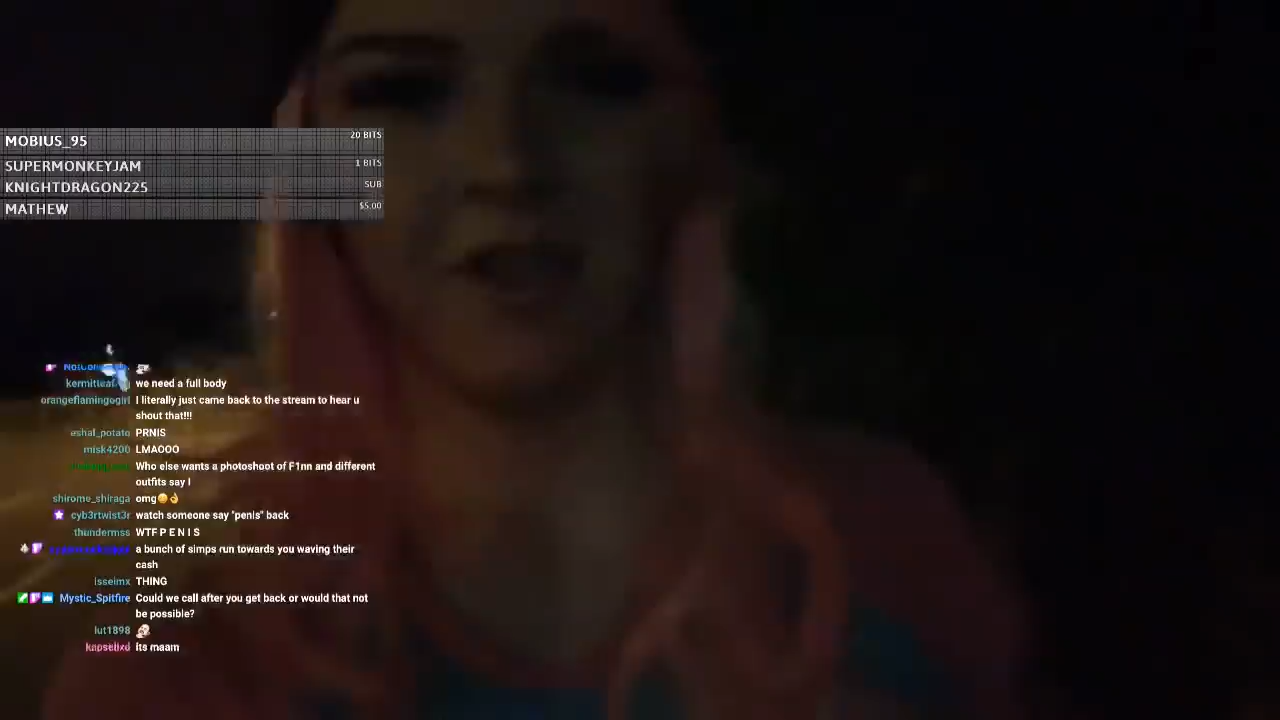 MOBIUS_95 20 BITS
SUPERMONKEYJAM 1 BITS
KNIGHTDRAGON225 SUB
MATHEW $5.00
we need a full body
orangeflamingogirl I literally just came back to the stream to hear u
shout that!!!
eshal_potato PRNIS
misk4200 LMAOOO
Who else wants a photoshoot of F1nn and different
outfits say I
shirome_shiraga omg😳👌
cyb3rtwist3r watch someone say "penis" back
thundermss WTF P E N I S
a bunch of simps run towards you waving their
cash
isseimx THING
Mystic_Spitfire Could we call after you get back or would that not
be possible?
lut1898
kapselixd its maam